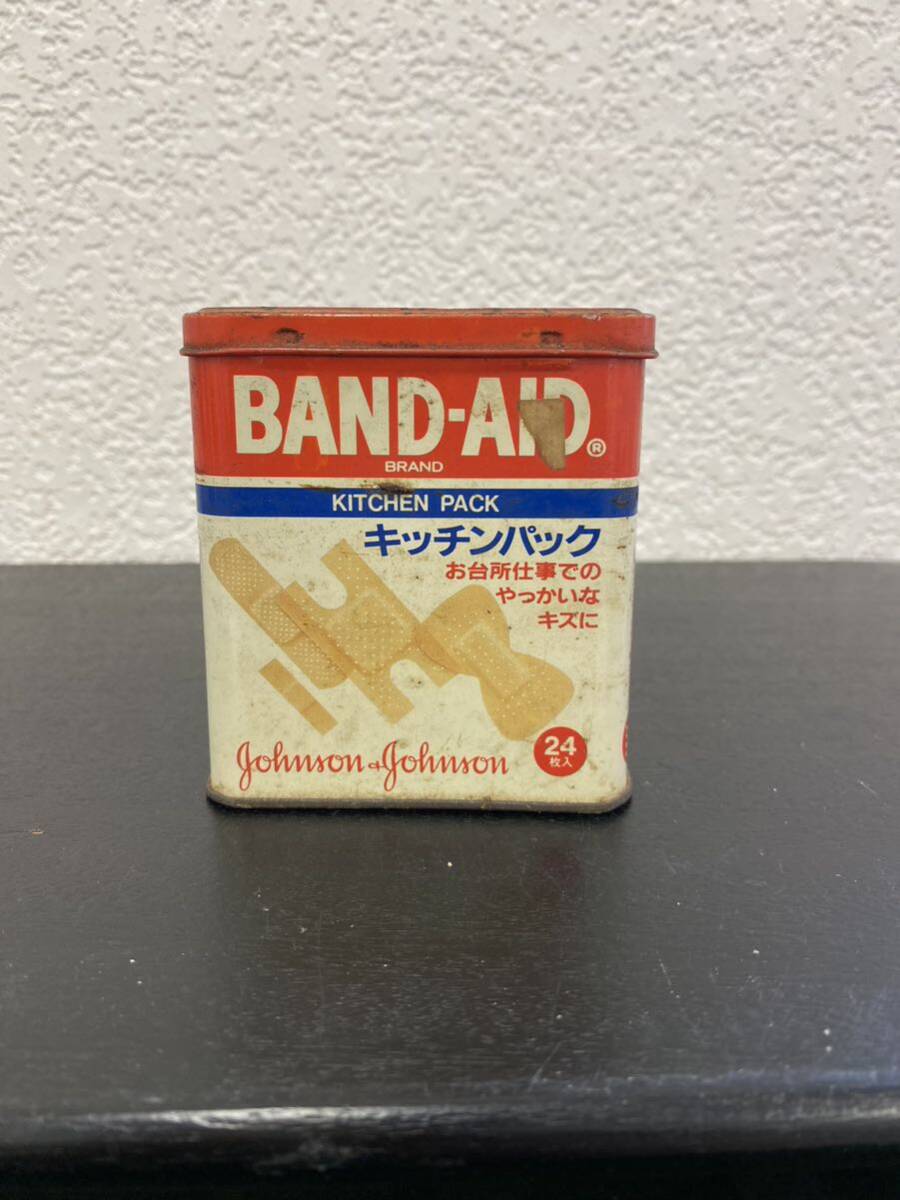 BAND-AID®
BRAND
KITCHEN PACK
キッチンパック
お台所仕事での
やっかいな
キズに
Johnson & Johnson
24
枚入